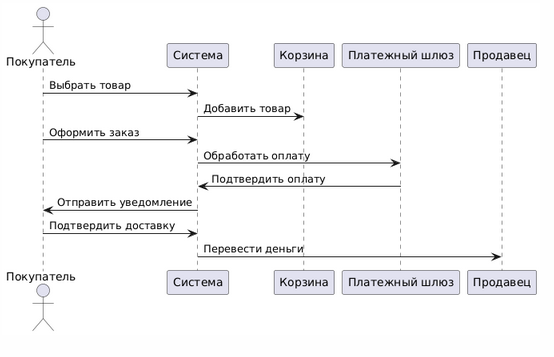 Покупатель
Система
Корзина
Платежный шлюз
Продавец
Выбрать товар
Добавить товар
Оформить заказ
Обработать оплату
Подтвердить оплату
Отправить уведомление
Подтвердить доставку
Перевести деньги
Покупатель
Система
Корзина
Платежный шлюз
Продавец